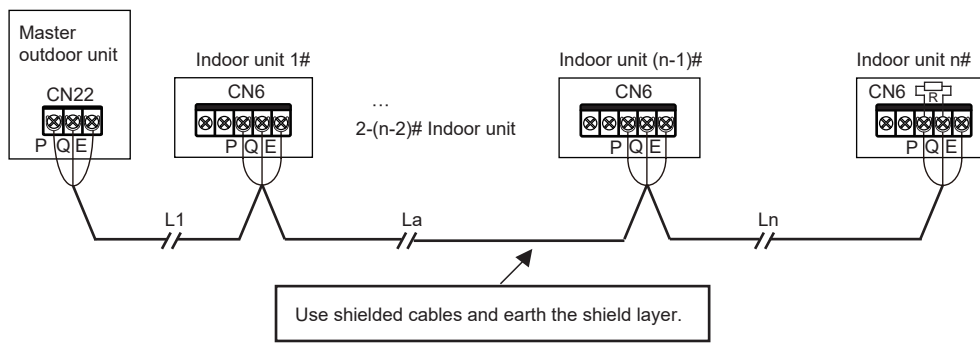 Master
outdoor unit
CN22
P Q E
Indoor unit 1#
CN6
P Q E
...
2-(n-2)# Indoor unit
Indoor unit (n-1)#
CN6
P Q E
Indoor unit n#
CN6
R
P Q E
L1
La
Ln
Use shielded cables and earth the shield layer.